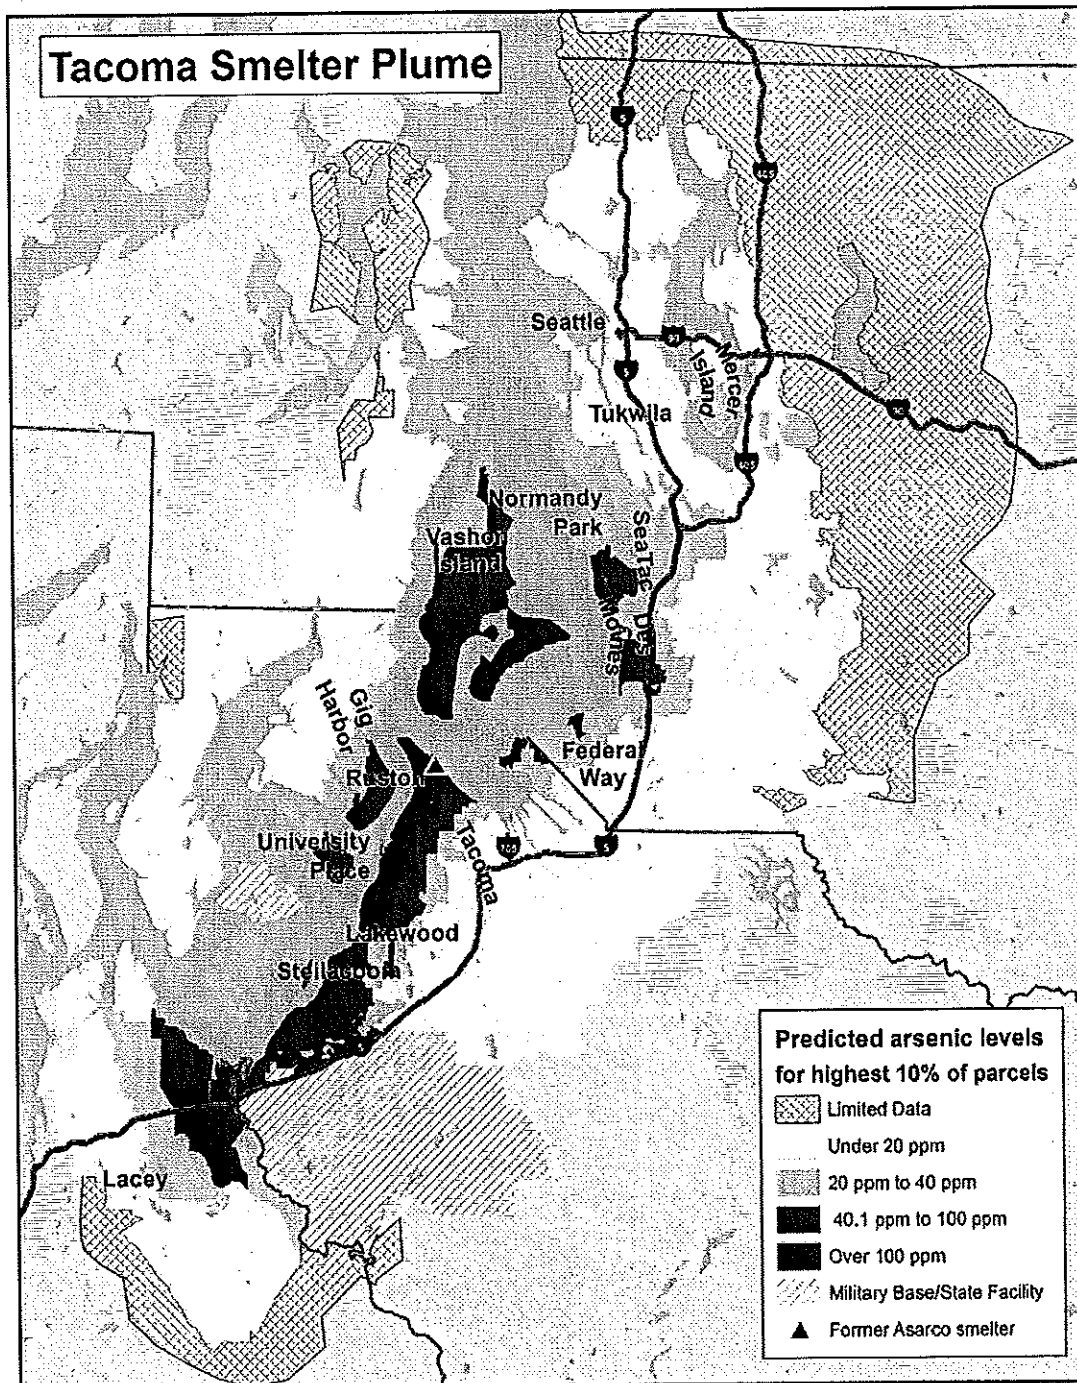 Tacoma Smelter Plume
5
405
Seattle
90
5
Mercer
Island
90
Tukwila
405
Normandy
Park
SeaTac
Vashon
Island
Des
Moines
Gig
Harbor
Federal
Way
Ruston
Tacoma
University
Place
705
5
Lakewood
Steilacoom
Lacey
Predicted arsenic levels
for highest 10% of parcels
Limited Data
Under 20 ppm
20 ppm to 40 ppm
40.1 ppm to 100 ppm
Over 100 ppm
Military Base/State Facility
Former Asarco smelter